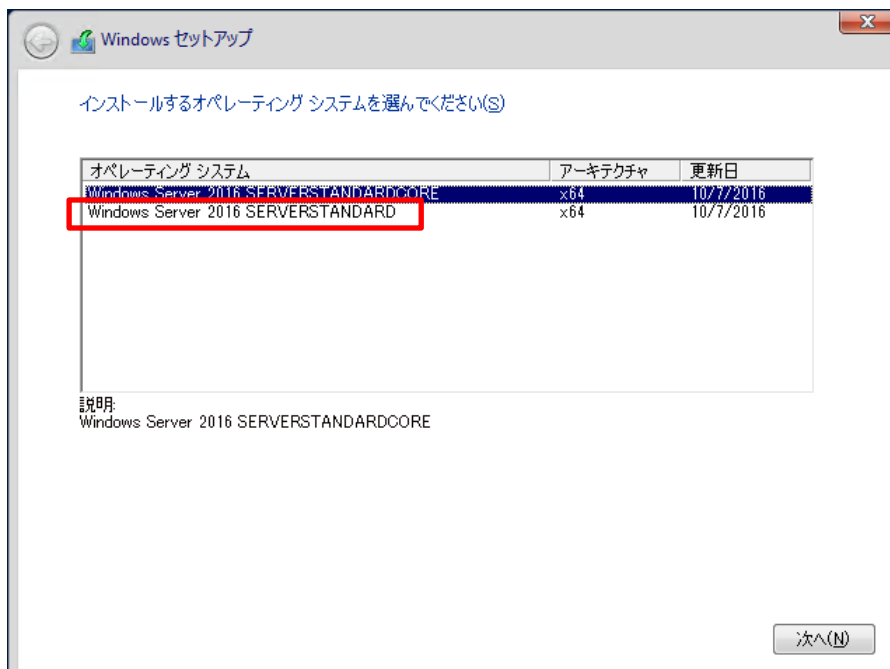 Windows セットアップ
インストールするオペレーティング システムを選んでください(S)
オペレーティング システム アーキテクチャ 更新日
Windows Server 2016 SERVERSTANDARDCORE x64 10/7/2016
Windows Server 2016 SERVERSTANDARD x64 10/7/2016
説明:
Windows Server 2016 SERVERSTANDARDCORE
次へ(N)